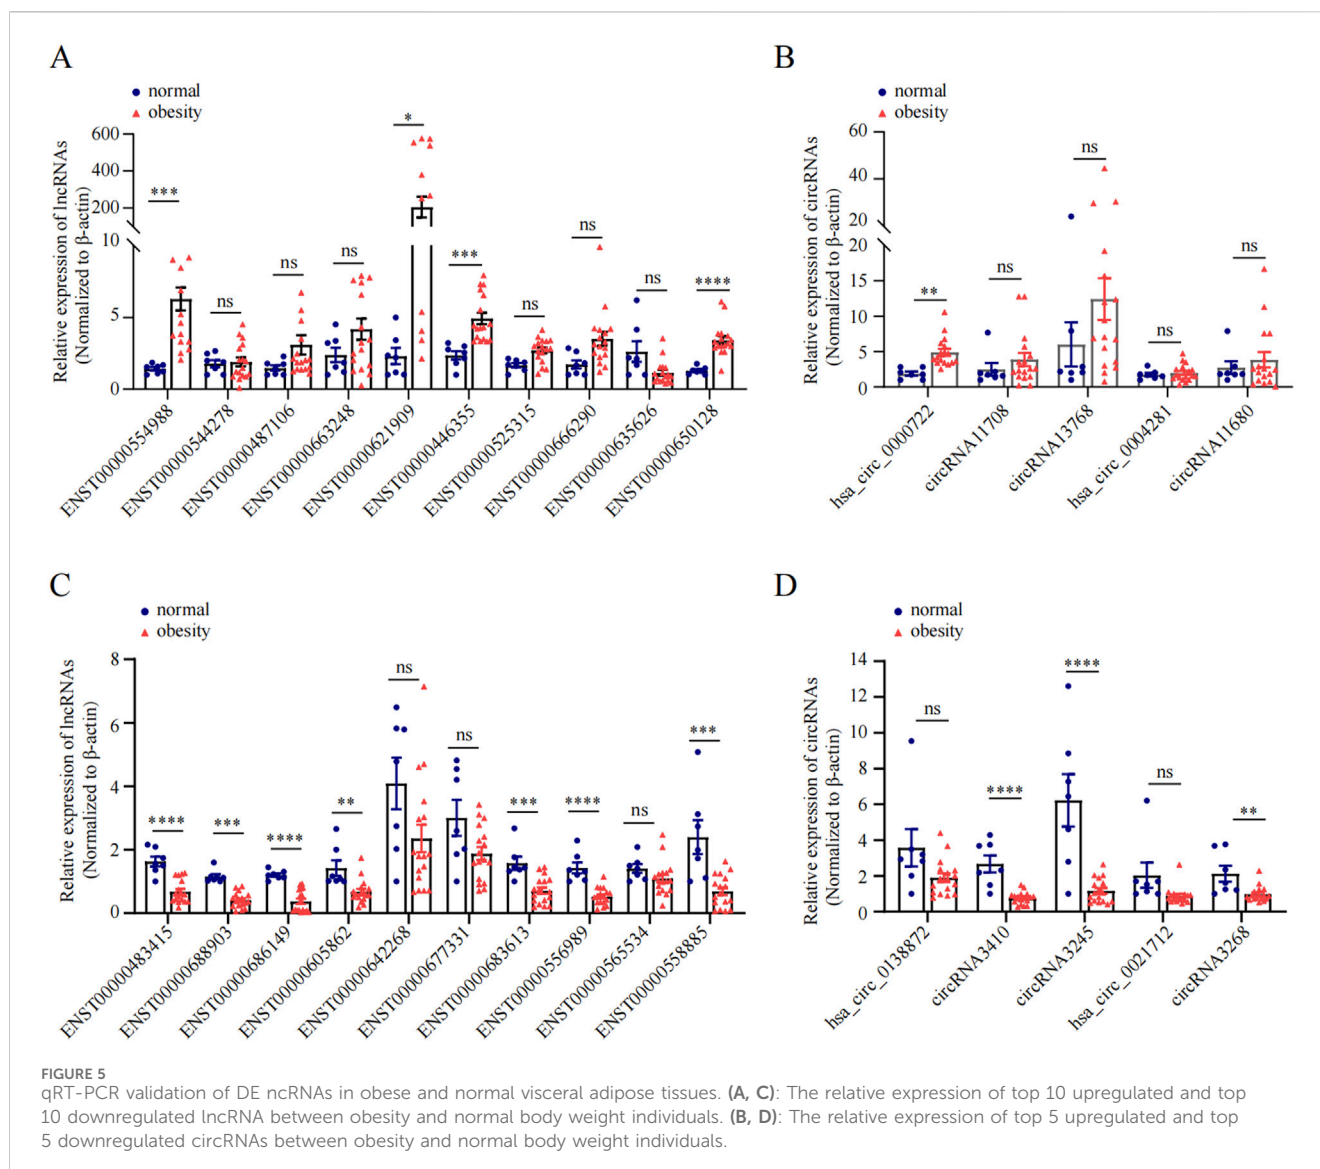 A
normal
obesity
Relative expression of lncRNAs
(Normalized to β-actin)
600
400
200
10
5
0
***
ns
ns
ns
*
***
ns
ns
ns
****
ENST00000554988
ENST00000544278
ENST00000487106
ENST00000663248
ENST00000621909
ENST00000446355
ENST00000525315
ENST00000666290
ENST00000635626
ENST00000650128
B
normal
obesity
Relative expression of circRNAs
(Normalized to β-actin)
60
40
20
20
15
10
5
0
**
ns
ns
ns
ns
hsa_circ_0000722
circRNA11708
circRNA13768
hsa_circ_0004281
circRNA11680
C
normal
obesity
Relative expression of lncRNAs
(Normalized to β-actin)
8
6
4
2
0
****
***
****
**
ns
ns
***
****
ns
***
ENST00000483415
ENST00000688903
ENST00000686149
ENST00000605862
ENST00000642268
ENST00000677331
ENST00000683613
ENST00000556989
ENST00000565534
ENST00000558885
D
normal
obesity
Relative expression of circRNAs
(Normalized to β-actin)
14
12
10
8
6
4
2
0
ns
****
****
ns
**
hsa_circ_0138872
circRNA3410
circRNA3245
hsa_circ_0021712
circRNA3268
FIGURE 5
qRT-PCR validation of DE ncRNAs in obese and normal visceral adipose tissues. (A, C): The relative expression of top 10 upregulated and top
10 downregulated lncRNA between obesity and normal body weight individuals. (B, D): The relative expression of top 5 upregulated and top
5 downregulated circRNAs between obesity and normal body weight individuals.